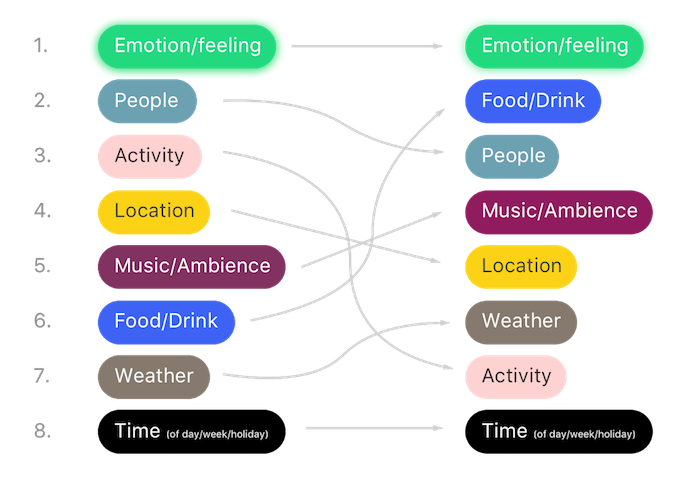 1. Emotion/feeling Emotion/feeling
2. People Food/Drink
3. Activity People
4. Location Music/Ambience
5. Music/Ambience Location
6. Food/Drink Weather
7. Weather Activity
8. Time (of day/week/holiday) Time (of day/week/holiday)